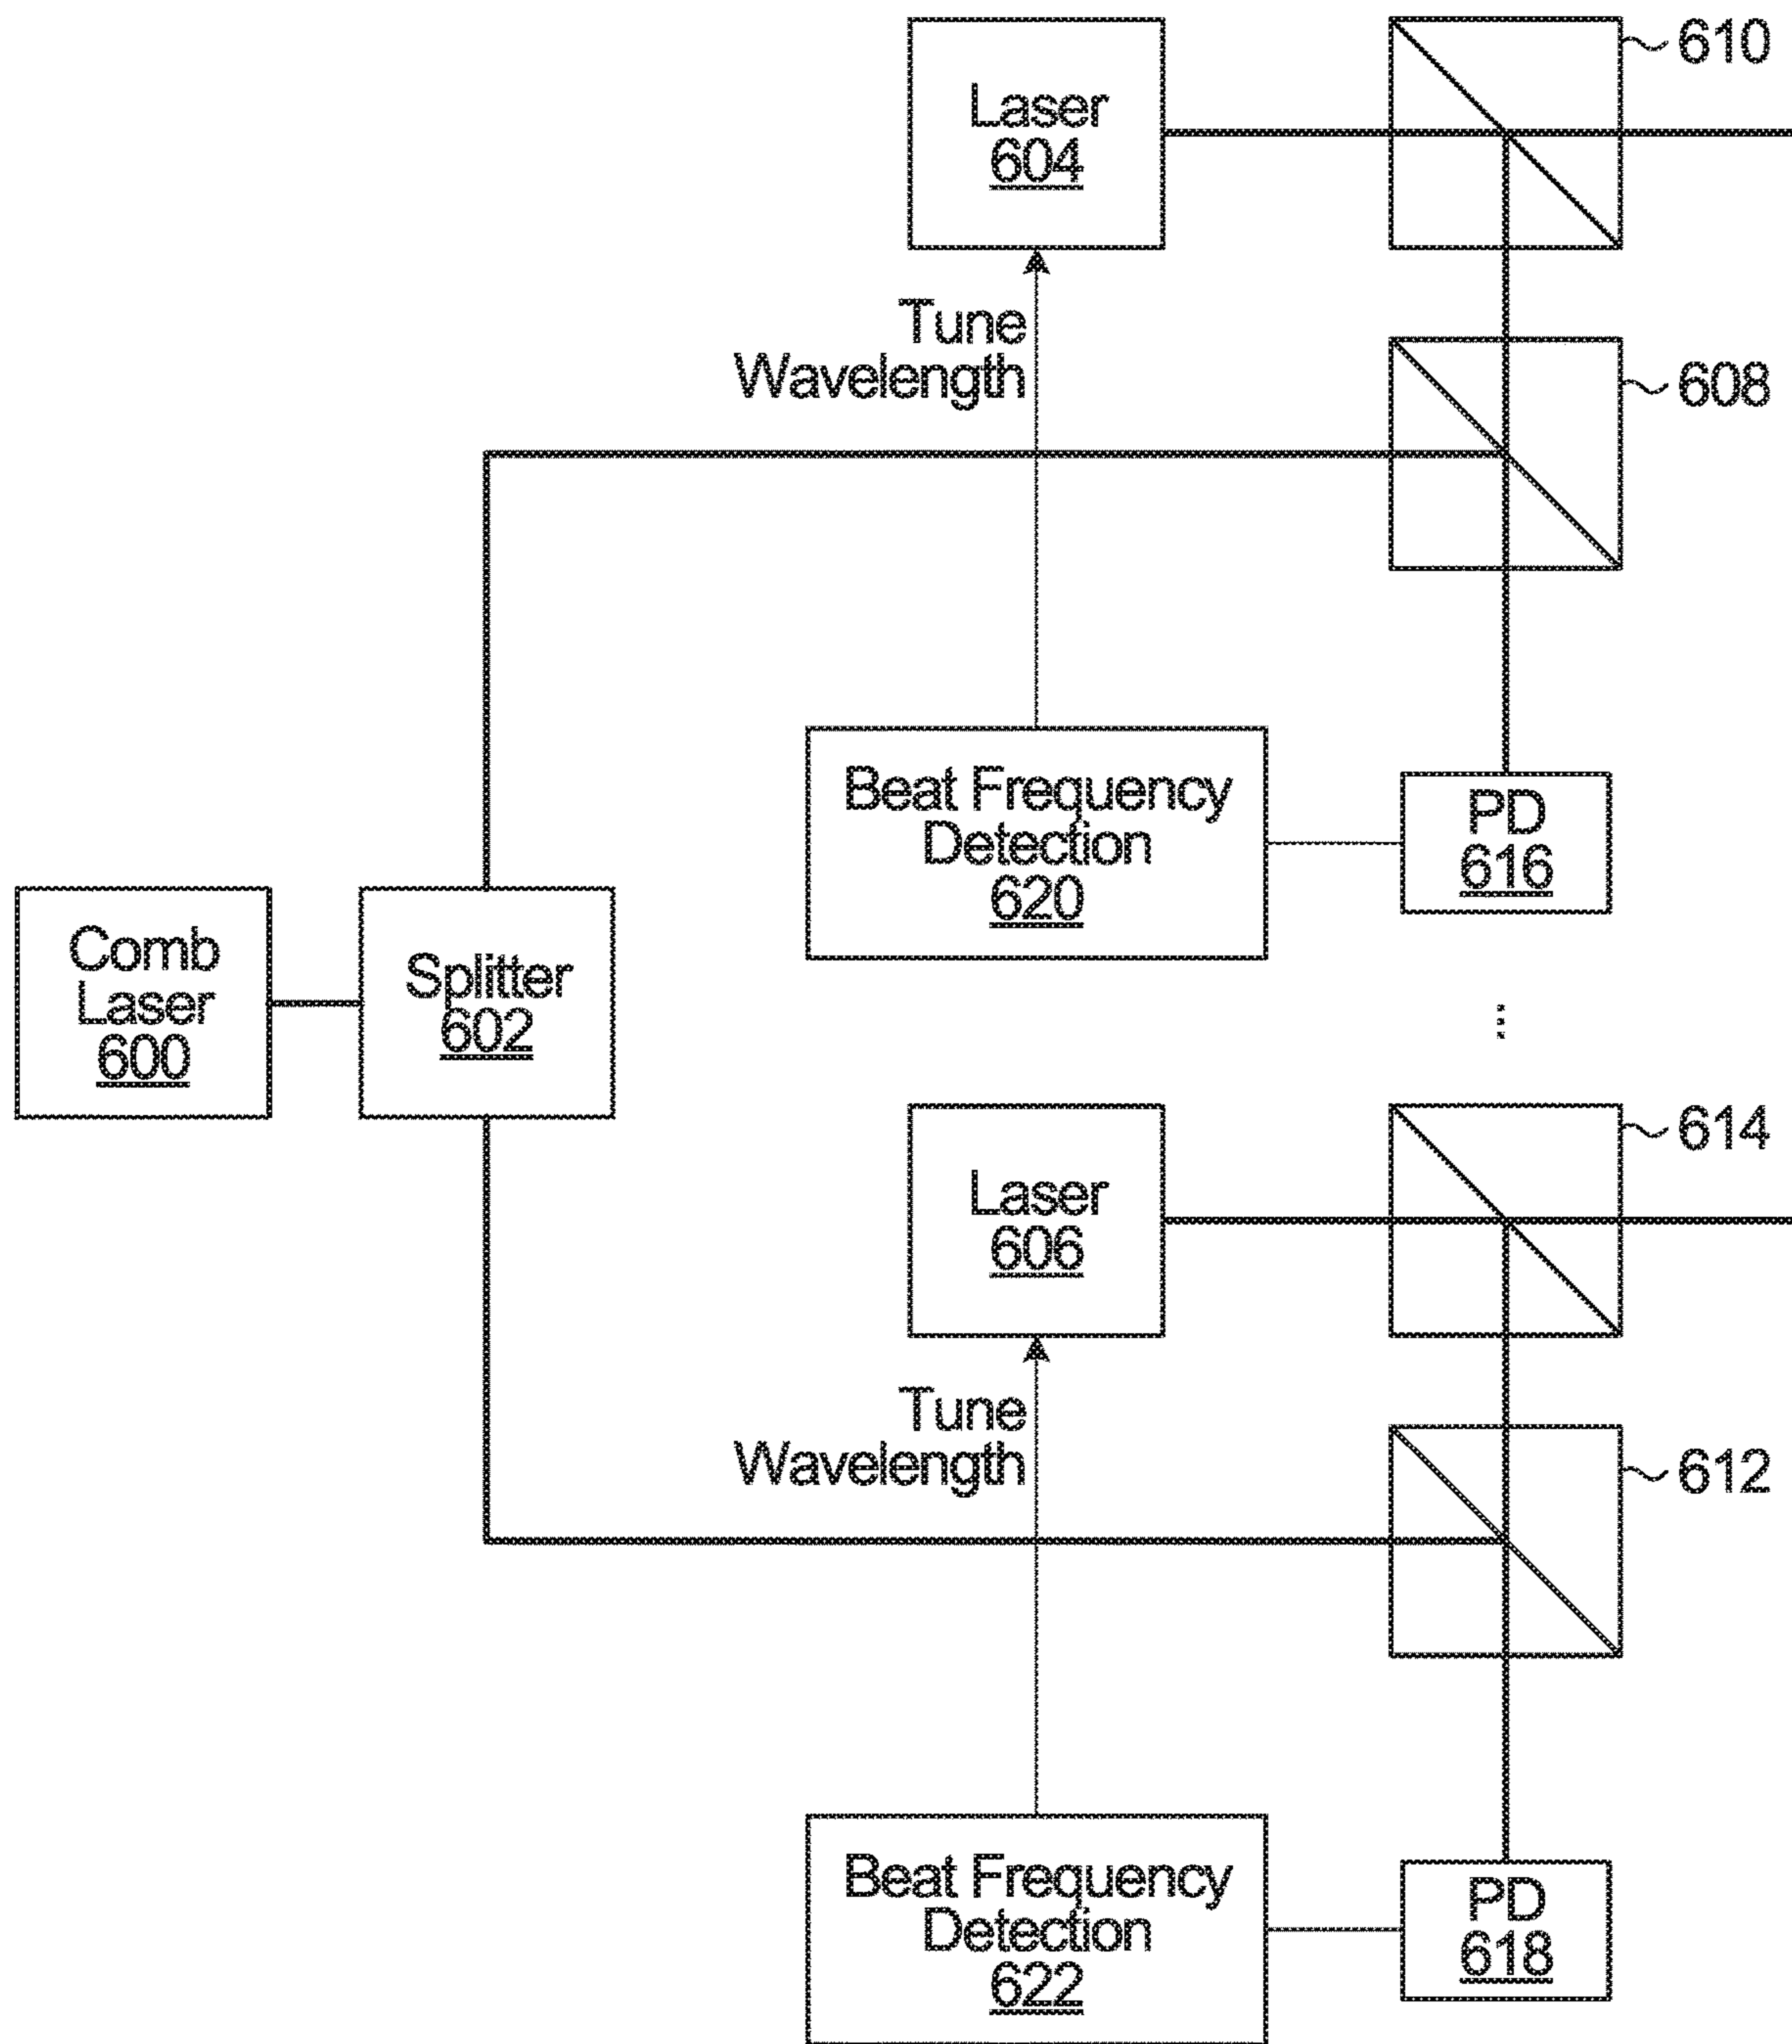 Laser
604
610
Tune
Wavelength
608
Beat Frequency
Detection
620
PD
616
Comb
Laser
600
Splitter
602
Laser
606
614
Tune
Wavelength
612
Beat Frequency
Detection
622
PD
618